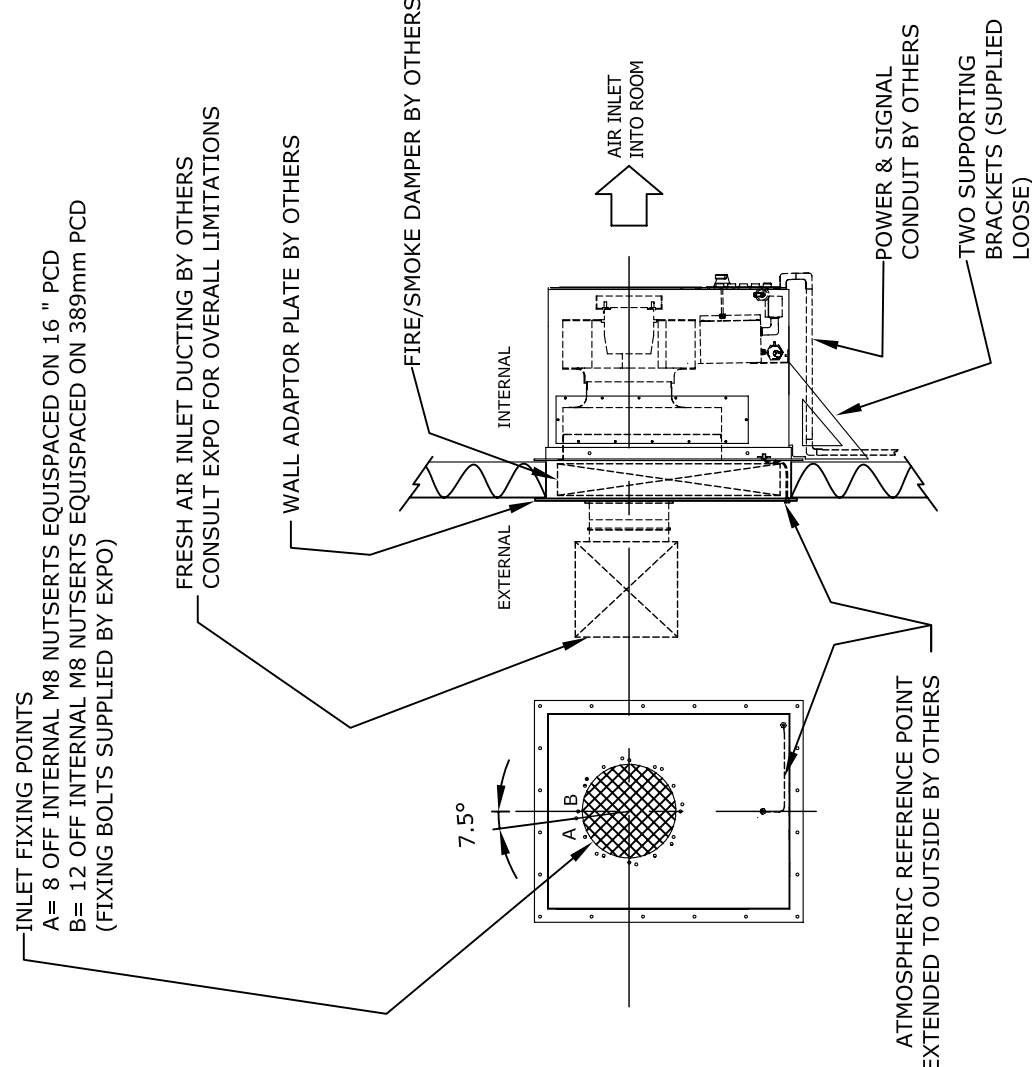 INLET FIXING POINTS
A= 8 OFF INTERNAL M8 NUTSERTS EQUISPACED ON 16 " PCD
B= 12 OFF INTERNAL M8 NUTSERTS EQUISPACED ON 389mm PCD
(FIXING BOLTS SUPPLIED BY EXPO)
FRESH AIR INLET DUCTING BY OTHERS
CONSULT EXPO FOR OVERALL LIMITATIONS
WALL ADAPTOR PLATE BY OTHERS
FIRE/SMOKE DAMPER BY OTHERS
7.5°
A
B
EXTERNAL
INTERNAL
AIR INLET
INTO ROOM
ATMOSPHERIC REFERENCE POINT
EXTENDED TO OUTSIDE BY OTHERS
POWER & SIGNAL
CONDUIT BY OTHERS
TWO SUPPORTING
BRACKETS (SUPPLIED
LOOSE)